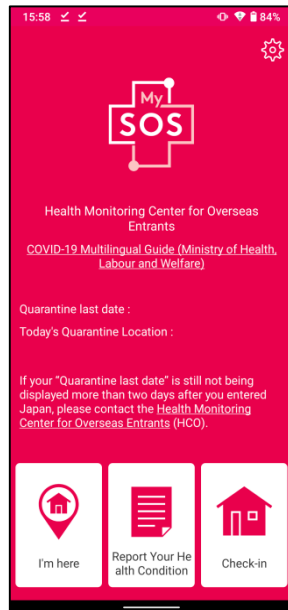 15:58
84%
My
SOS
Health Monitoring Center for Overseas
Entrants
COVID-19 Multilingual Guide (Ministry of Health,
Labour and Welfare)
Quarantine last date :
Today's Quarantine Location :
If your "Quarantine last date" is still not being
displayed more than two days after you entered
Japan, please contact the Health Monitoring
Center for Overseas Entrants (HCO).
I'm here
Report Your He
alth Condition
Check-in